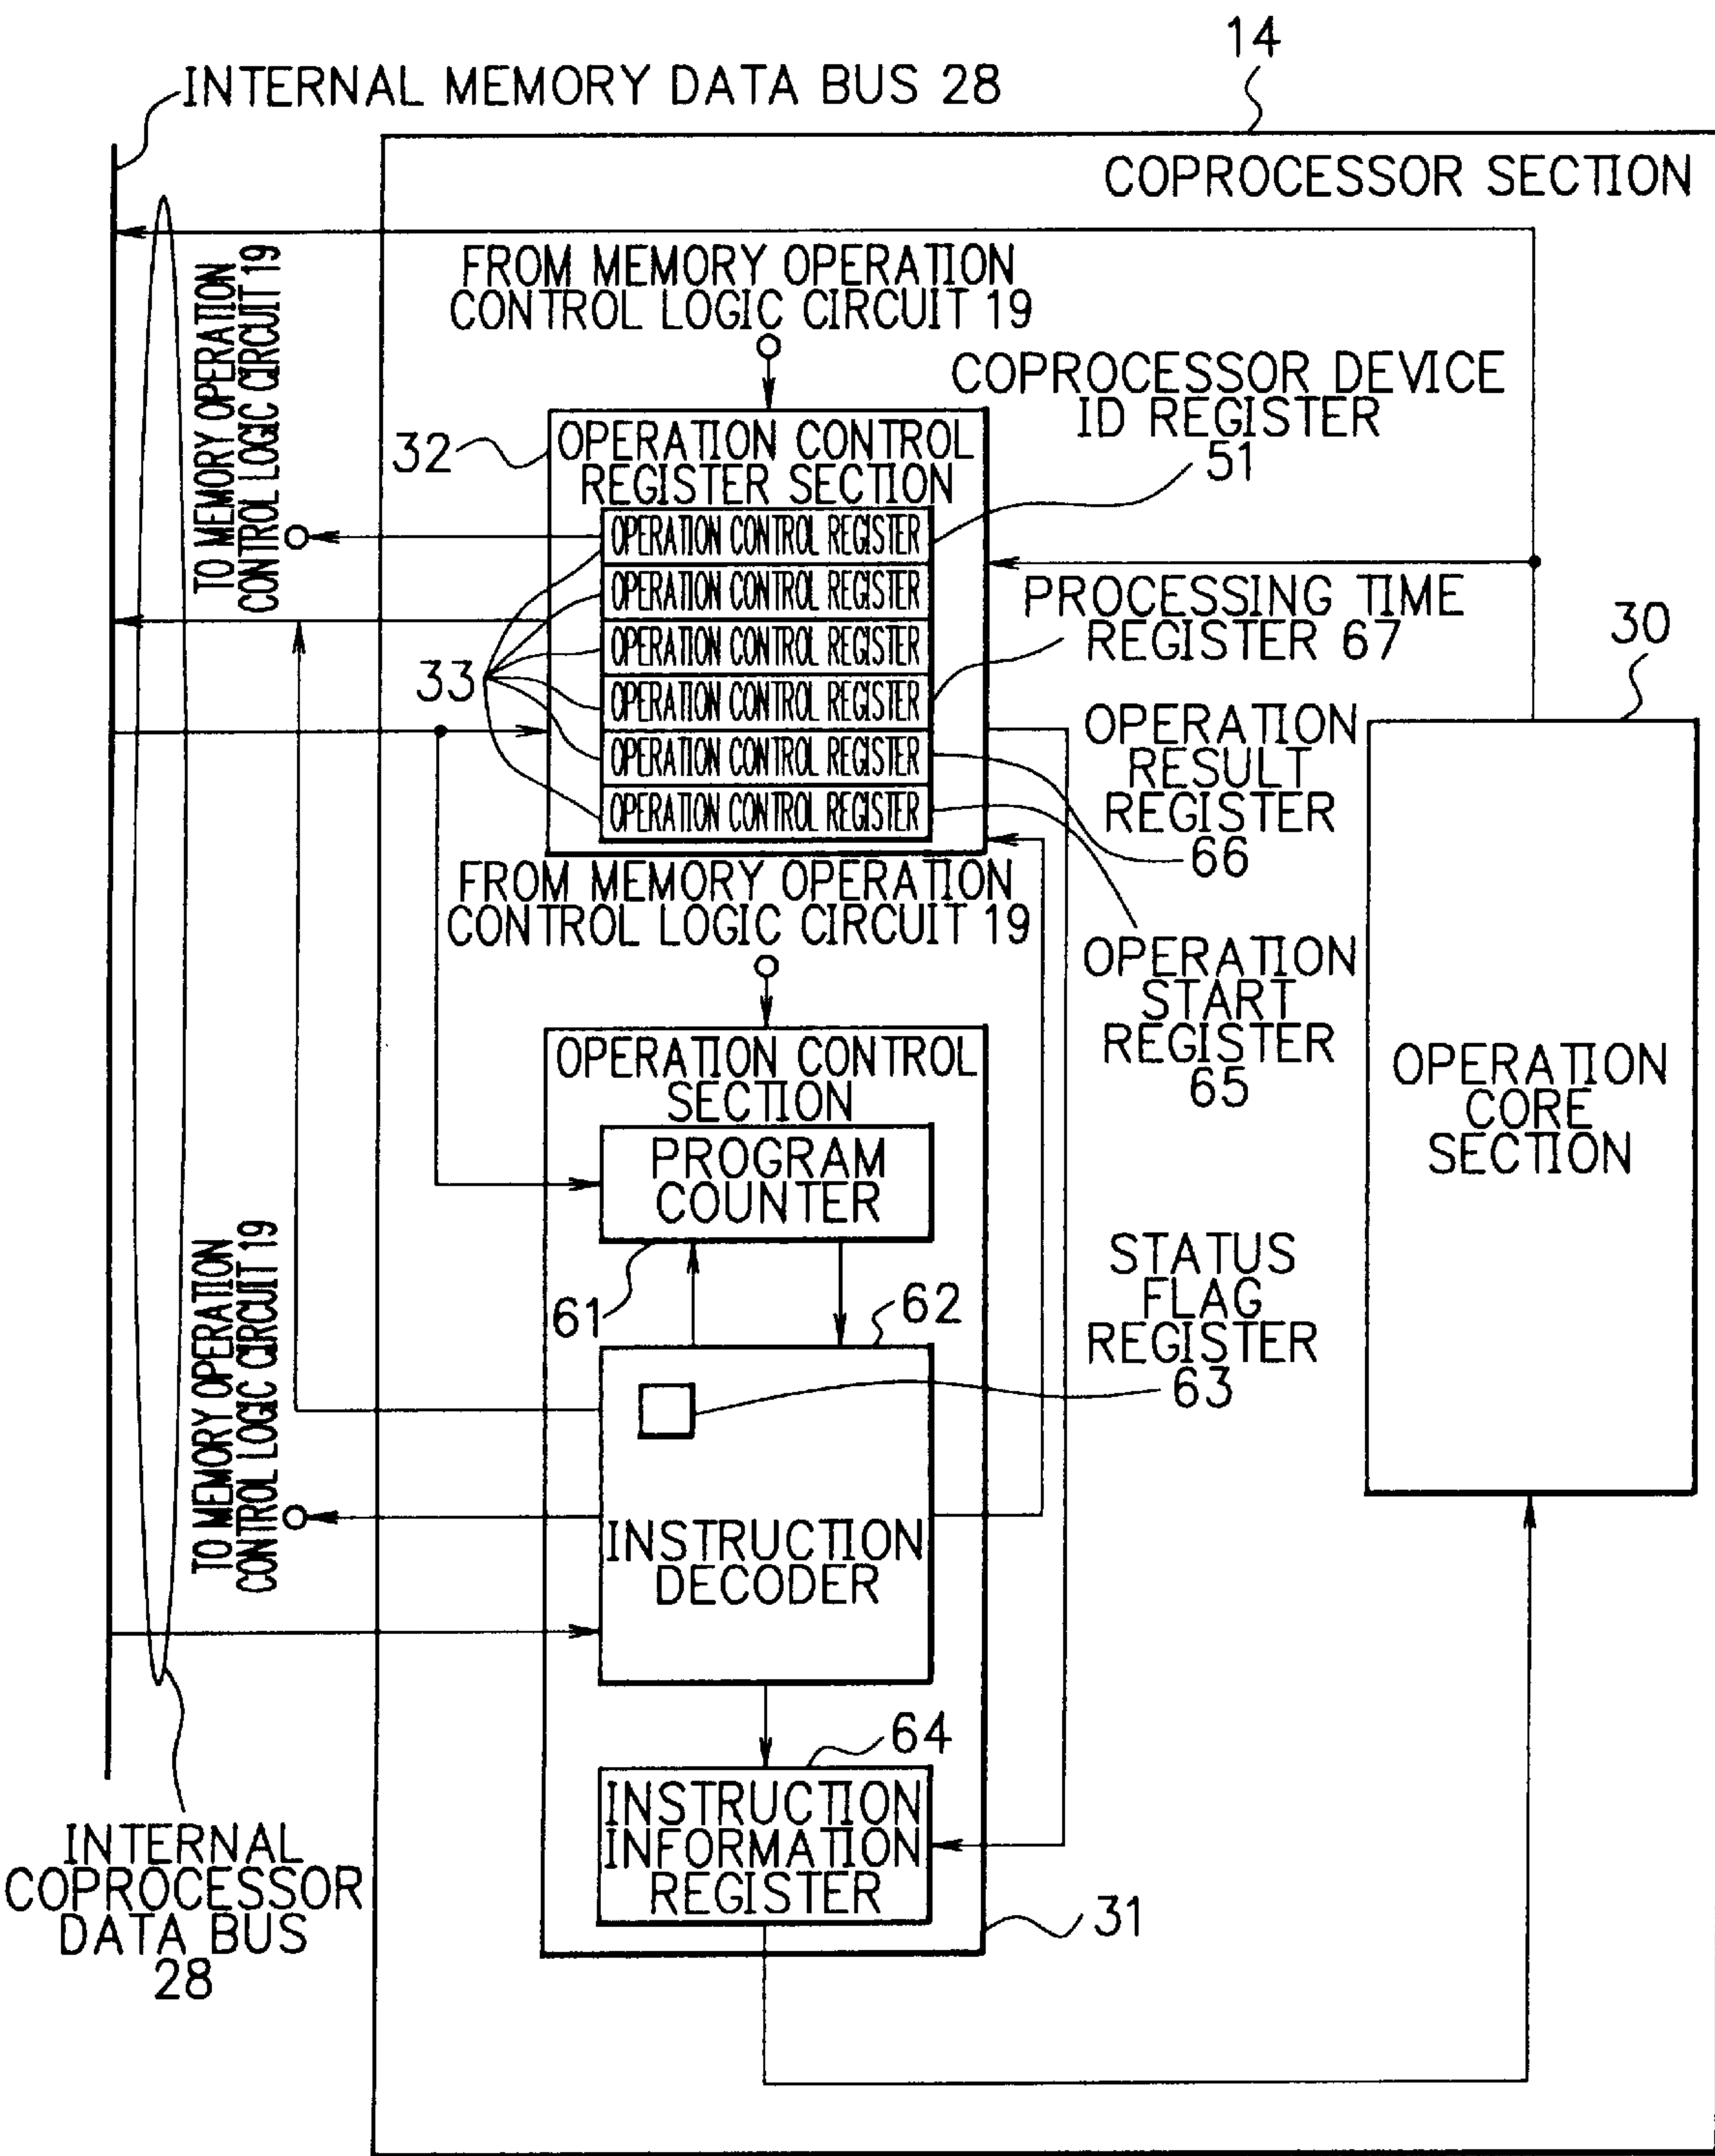 14
INTERNAL MEMORY DATA BUS 28
COPROCESSOR SECTION
TO MEMORY OPERATION
CONTROL LOGIC CIRCUIT 19
FROM MEMORY OPERATION
CONTROL LOGIC CIRCUIT 19
COPROCESSOR DEVICE
ID REGISTER
51
32
OPERATION CONTROL
REGISTER SECTION
OPERATION CONTROL REGISTER
OPERATION CONTROL REGISTER
OPERATION CONTROL REGISTER
OPERATION CONTROL REGISTER
OPERATION CONTROL REGISTER
OPERATION CONTROL REGISTER
33
PROCESSING TIME
REGISTER 67
30
OPERATION
RESULT
REGISTER
66
FROM MEMORY OPERATION
CONTROL LOGIC CIRCUIT 19
OPERATION
START
REGISTER
65
OPERATION
CORE
SECTION
OPERATION CONTROL
SECTION
PROGRAM
COUNTER
61
62
STATUS
FLAG
REGISTER
63
TO MEMORY OPERATION
CONTROL LOGIC CIRCUIT 19
INSTRUCTION
DECODER
64
INSTRUCTION
INFORMATION
REGISTER
31
INTERNAL
COPROCESSOR
DATA BUS
28